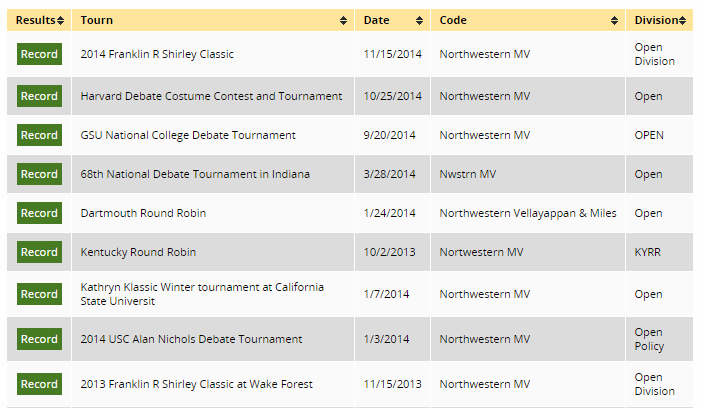 Results Tourn Date Code Division
Record 2014 Franklin R Shirley Classic 11/15/2014 Northwestern MV Open
Division
Record Harvard Debate Costume Contest and Tournament 10/25/2014 Northwestern MV Open
Record GSU National College Debate Tournament 9/20/2014 Northwestern MV OPEN
Record 68th National Debate Tournament in Indiana 3/28/2014 Nwstrn MV Open
Record Dartmouth Round Robin 1/24/2014 Northwestern Vellayappan & Miles Open
Record Kentucky Round Robin 10/2/2013 Nortwestern MV KYRR
Record Kathryn Klassic Winter tournament at California 1/7/2014 Northwestern MV Open
State Universit
Record 2014 USC Alan Nichols Debate Tournament 1/3/2014 Northwestern MV Open
Policy
Record 2013 Franklin R Shirley Classic at Wake Forest 11/15/2013 Northwestern MV Open
Division